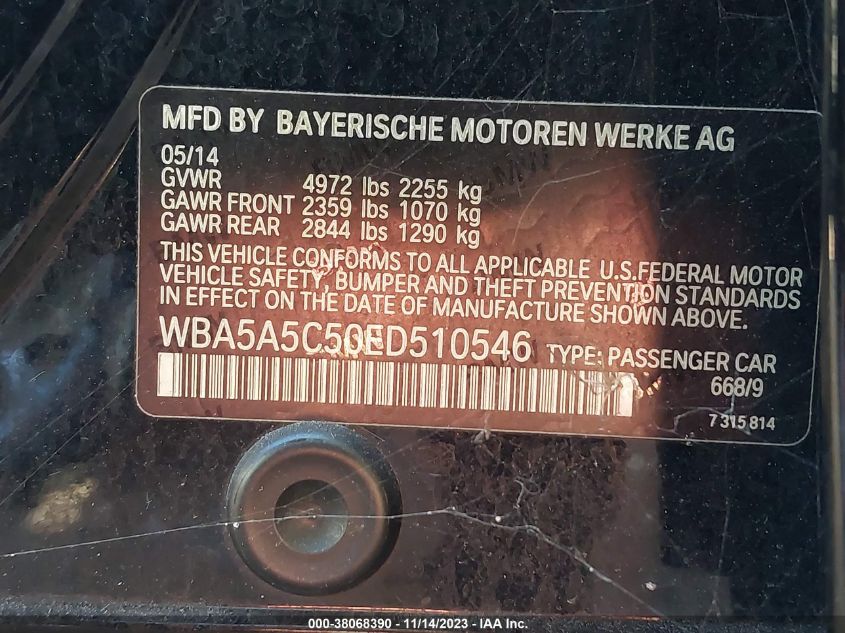 MFD BY BAYERISCHE MOTOREN WERKE AG
05/14
GVWR 4972 lbs 2255 kg
GAWR FRONT 2359 lbs 1070 kg
GAWR REAR 2844 lbs 1290 kg
THIS VEHICLE CONFORMS TO ALL APPLICABLE U.S.FEDERAL MOTOR
VEHICLE SAFETY, BUMPER AND THEFT PREVENTION STANDARDS
IN EFFECT ON THE DATE OF MANUFACTURE SHOWN ABOVE.
WBA5A5C50ED510546 TYPE: PASSENGER CAR
668/9
7 315 814
000-38068390 - 11/14/2023 - IAA Inc.